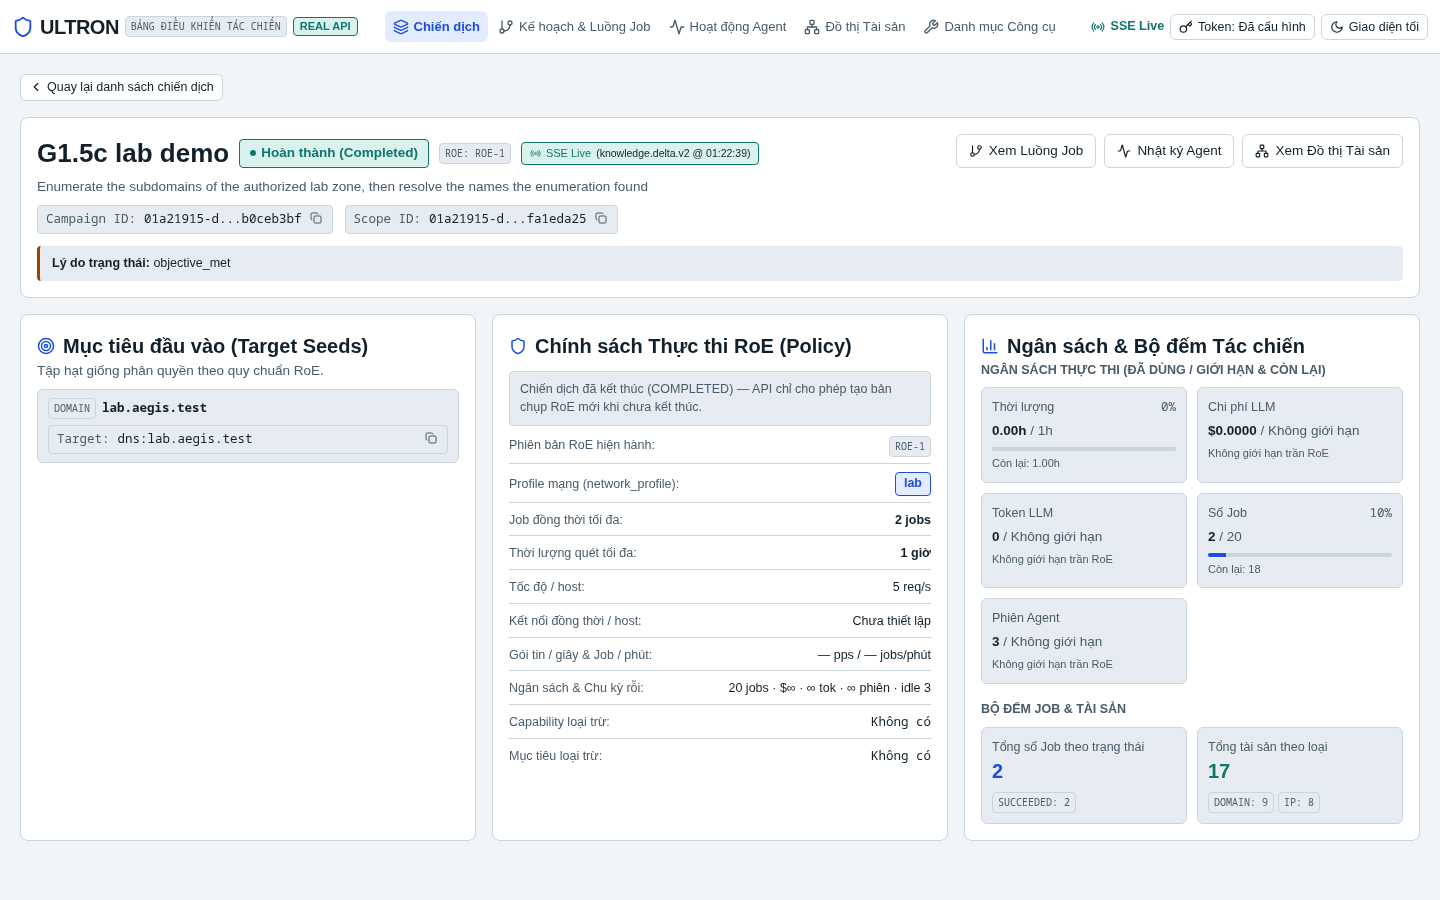 ULTRON BẢNG ĐIỀU KHIỂN TÁC CHIẾN REAL API Chiến dịch Kế hoạch & Luồng Job Hoạt động Agent Đồ thị Tài sản Danh mục Công cụ SSE Live Token: Đã cấu hình Giao diện tối
Quay lại danh sách chiến dịch
G1.5c lab demo Hoàn thành (Completed) ROE: ROE-1 SSE Live (knowledge.delta.v2 @ 01:22:39) Xem Luồng Job Nhật ký Agent Xem Đồ thị Tài sản
Enumerate the subdomains of the authorized lab zone, then resolve the names the enumeration found
Campaign ID: 01a21915-d...b0ceb3bf Scope ID: 01a21915-d...fa1eda25
Lý do trạng thái: objective_met
Mục tiêu đầu vào (Target Seeds)
Tập hạt giống phân quyền theo quy chuẩn RoE.
DOMAIN lab.aegis.test
Target: dns:lab.aegis.test
Chính sách Thực thi RoE (Policy)
Chiến dịch đã kết thúc (COMPLETED) — API chỉ cho phép tạo bản
chụp RoE mới khi chưa kết thúc.
Phiên bản RoE hiện hành: ROE-1
Profile mạng (network_profile): lab
Job đồng thời tối đa: 2 jobs
Thời lượng quét tối đa: 1 giờ
Tốc độ / host: 5 req/s
Kết nối đồng thời / host: Chưa thiết lập
Gói tin / giây & Job / phút: — pps / — jobs/phút
Ngân sách & Chu kỳ rỗi: 20 jobs · $∞ · ∞ tok · ∞ phiên · idle 3
Capability loại trừ: Không có
Mục tiêu loại trừ: Không có
Ngân sách & Bộ đếm Tác chiến
NGÂN SÁCH THỰC THI (ĐÃ DÙNG / GIỚI HẠN & CÒN LẠI)
Thời lượng 0%
0.00h / 1h
Còn lại: 1.00h
Chi phí LLM
$0.0000 / Không giới hạn
Không giới hạn trần RoE
Token LLM
0 / Không giới hạn
Không giới hạn trần RoE
Số Job 10%
2 / 20
Còn lại: 18
Phiên Agent
3 / Không giới hạn
Không giới hạn trần RoE
BỘ ĐẾM JOB & TÀI SẢN
Tổng số Job theo trạng thái
2
SUCCEEDED: 2
Tổng tài sản theo loại
17
DOMAIN: 9 IP: 8